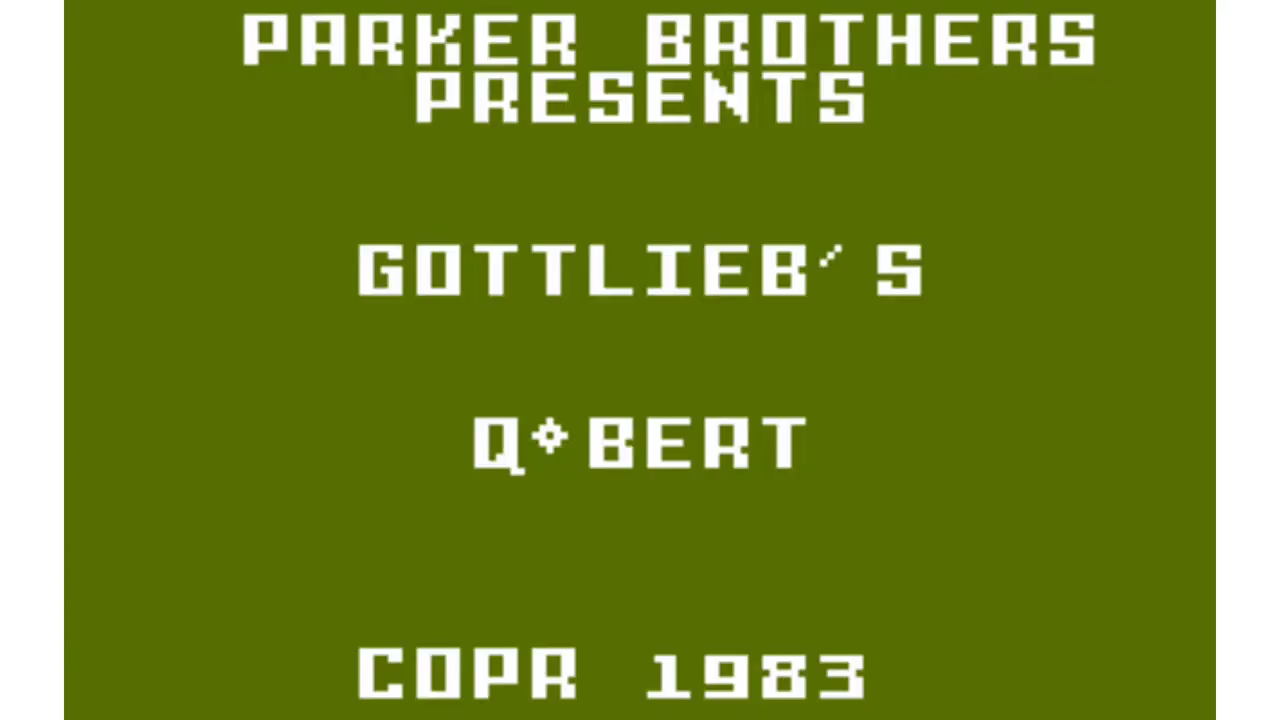 PARKER BROTHERS
PRESENTS
GOTTLIEB'S
Q*BERT
COPR 1983